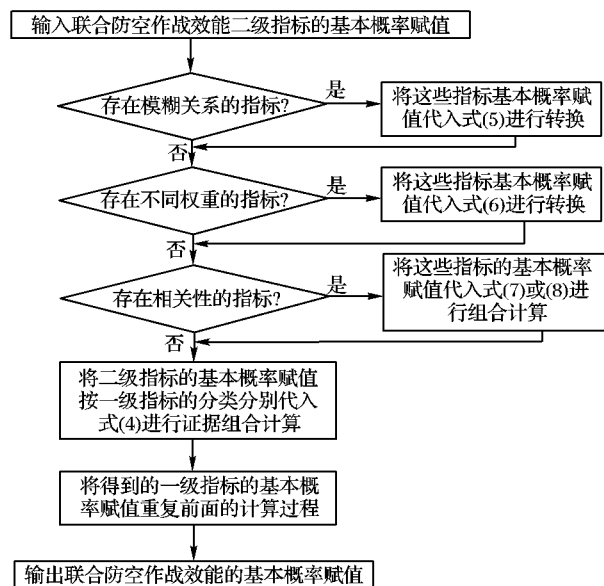 输入联合防空作战效能二级指标的基本概率赋值
存在模糊关系的指标?
是
将这些指标基本概率赋
值代入式(5)进行转换
否
存在不同权重的指标?
是
将这些指标基本概率赋
值代入式(6)进行转换
否
存在相关性的指标?
是
将这些指标的基本概率
赋值代入式(7)或(8)进
行组合计算
否
将二级指标的基本概率赋值
按一级指标的分类分别代入
式(4)进行证据组合计算
将得到的一级指标的基本概
率赋值重复前面的计算过程
输出联合防空作战效能的基本概率赋值